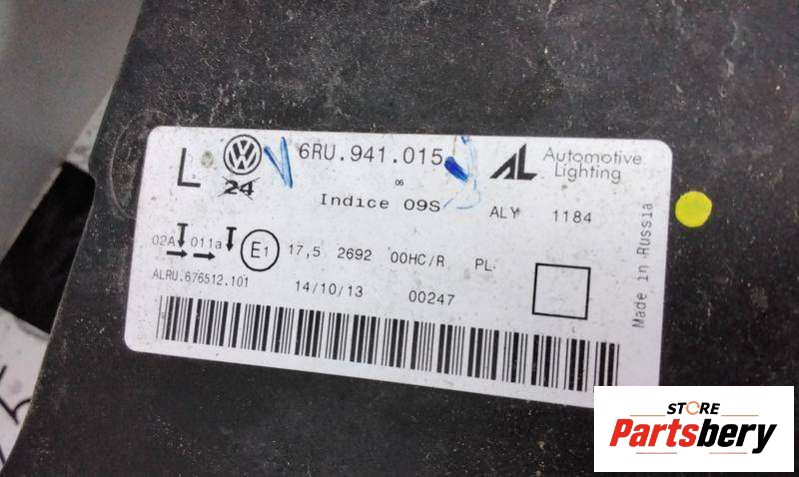 L VW 6RU.941.015 AL Automotive
Lighting
24
06
Indice 09S ALY 1184
02A 011a E1 17,5 2692 00HC/R PL
ALRU.676512.101 14/10/13 00247
Made in Russia
STORE
Partsbery